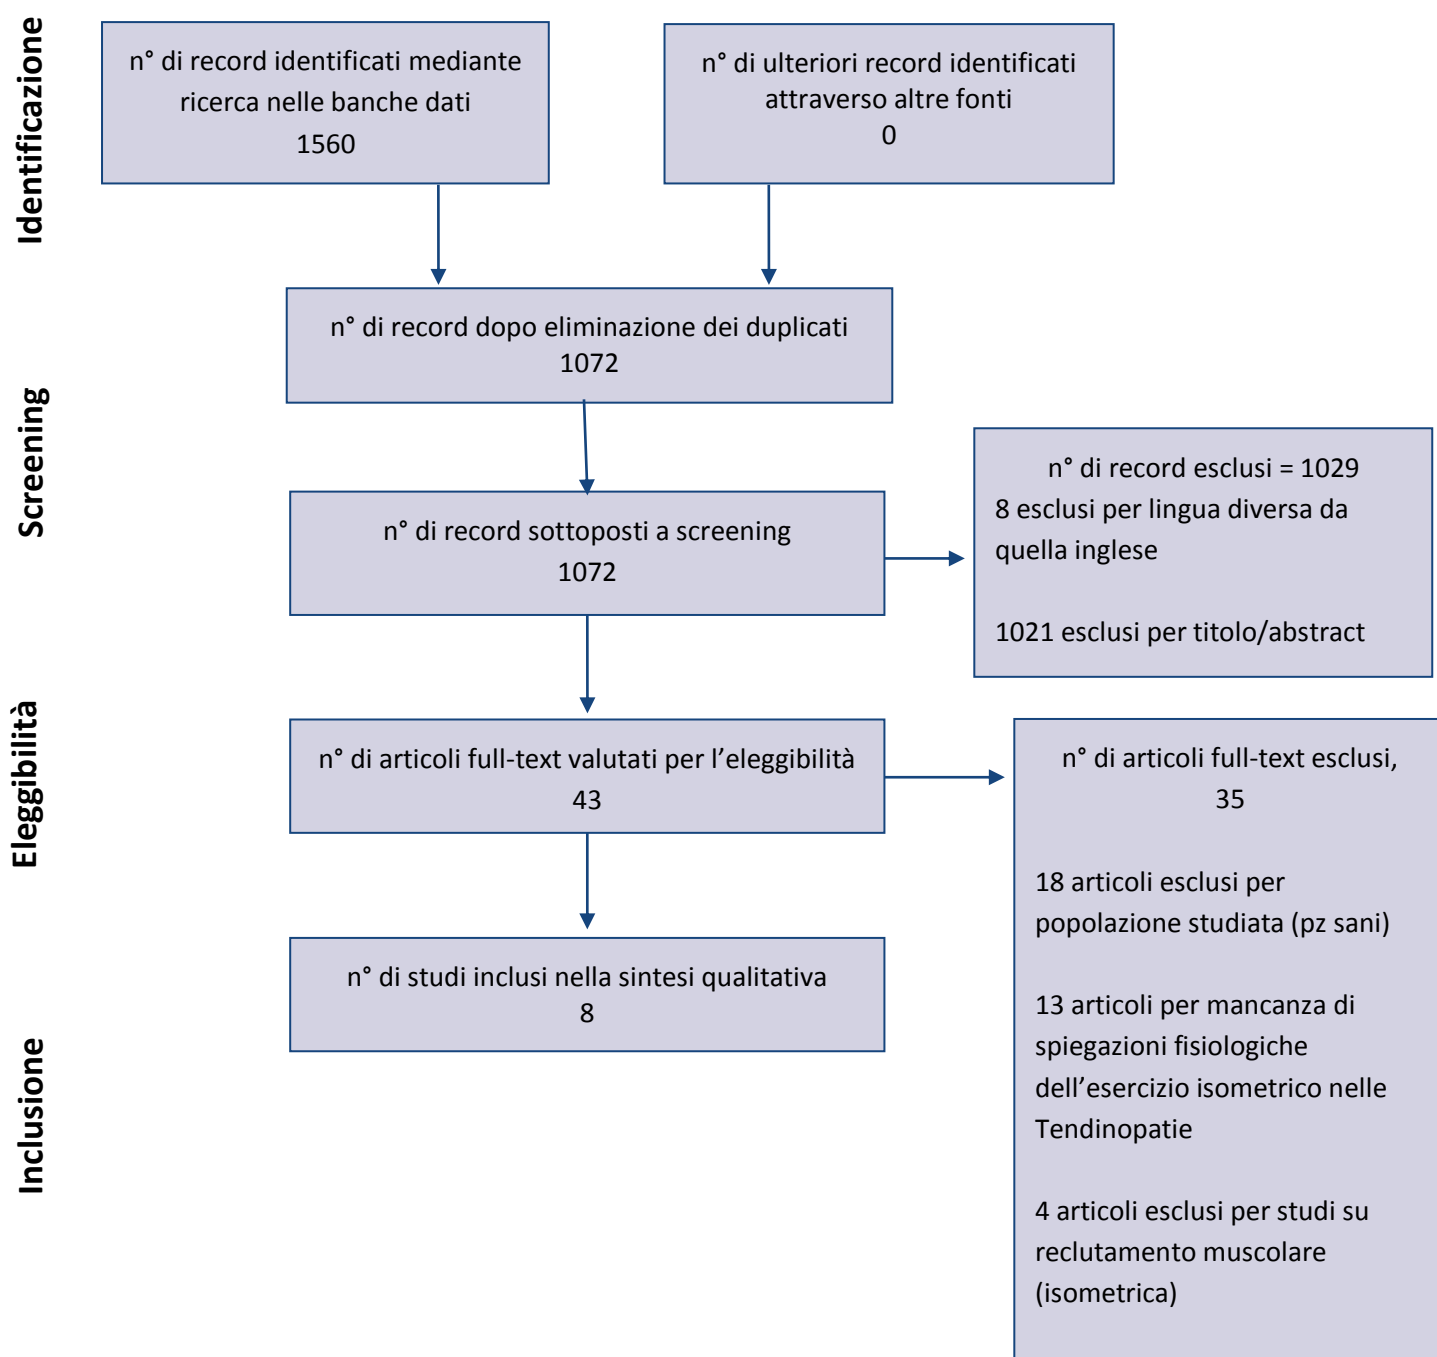 Identificazione
n° di record identificati mediante
ricerca nelle banche dati
1560
n° di ulteriori record identificati
attraverso altre fonti
0
n° di record dopo eliminazione dei duplicati
1072
Screening
n° di record sottoposti a screening
1072
n° di record esclusi = 1029
8 esclusi per lingua diversa da
quella inglese
1021 esclusi per titolo/abstract
Eleggibilità
n° di articoli full-text valutati per l’eleggibilità
43
n° di articoli full-text esclusi,
35
18 articoli esclusi per
popolazione studiata (pz sani)
13 articoli per mancanza di
spiegazioni fisiologiche
dell’esercizio isometrico nelle
Tendinopatie
4 articoli esclusi per studi su
reclutamento muscolare
(isometrica)
Inclusione
n° di studi inclusi nella sintesi qualitativa
8